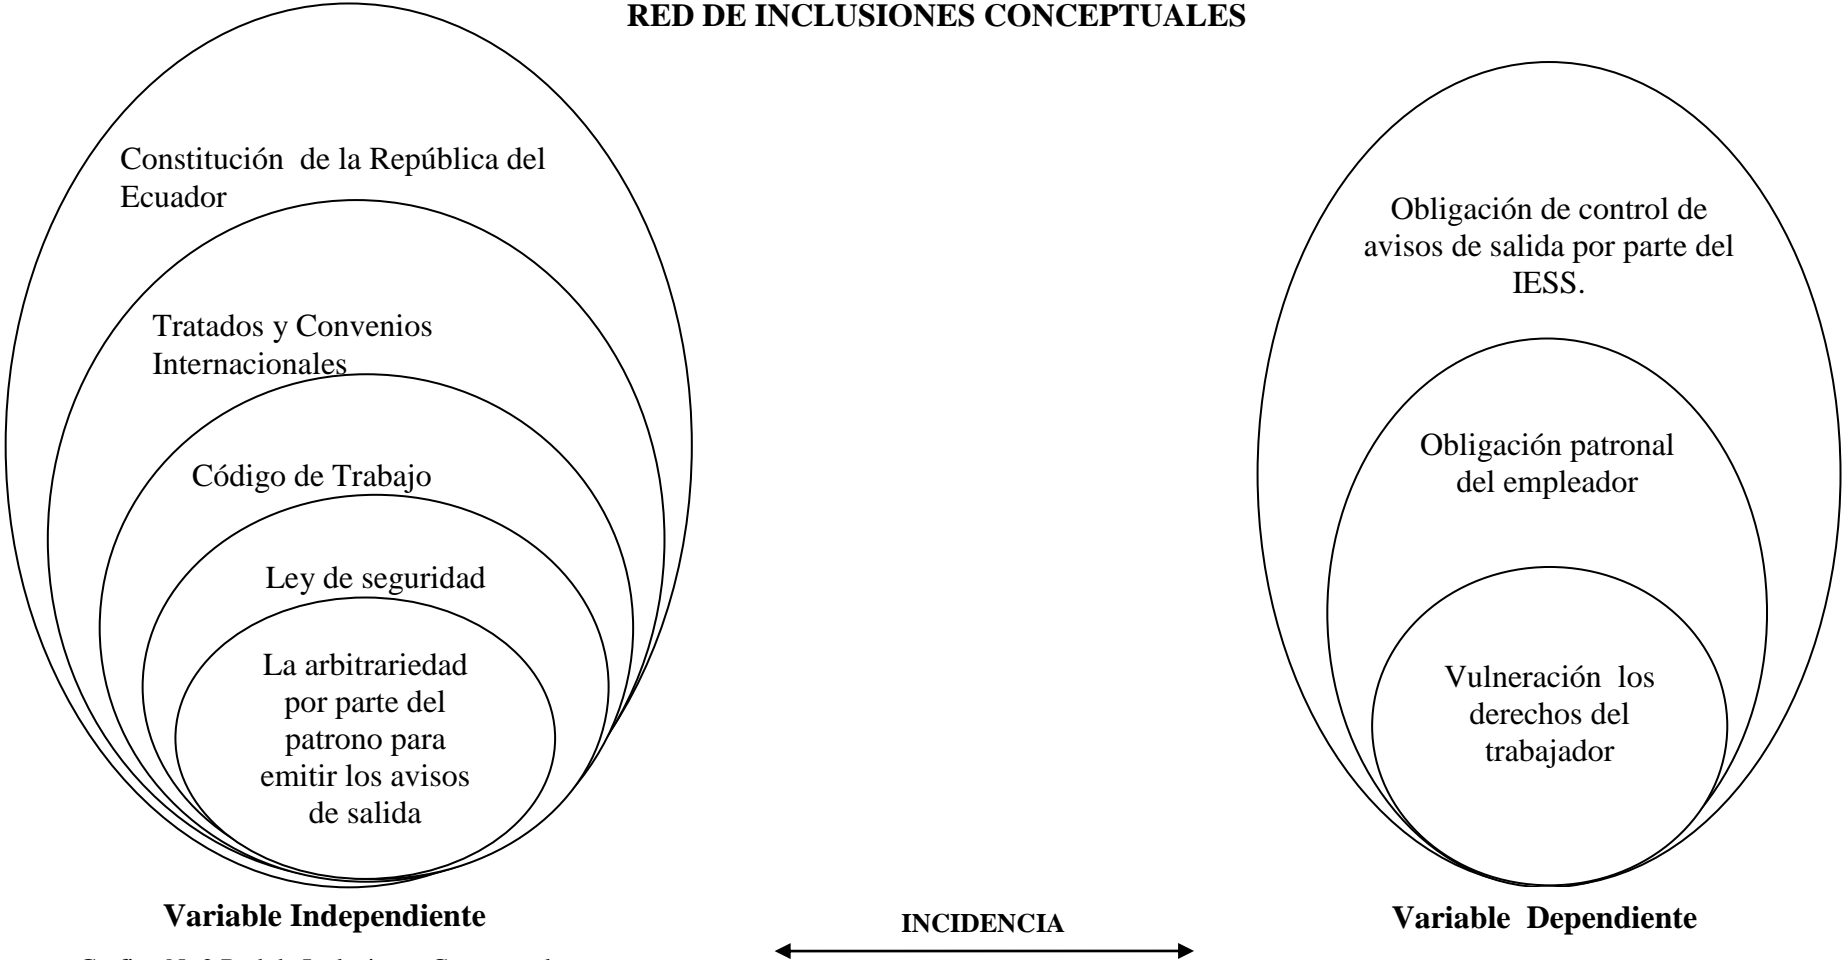 RED DE INCLUSIONES CONCEPTUALES
Constitución de la República del
Ecuador
Tratados y Convenios
Internacionales
Código de Trabajo
Ley de seguridad
La arbitrariedad
por parte del
patrono para
emitir los avisos
de salida
Variable Independiente
INCIDENCIA
Obligación de control de
avisos de salida por parte del
IESS.
Obligación patronal
del empleador
Vulneración los
derechos del
trabajador
Variable Dependiente